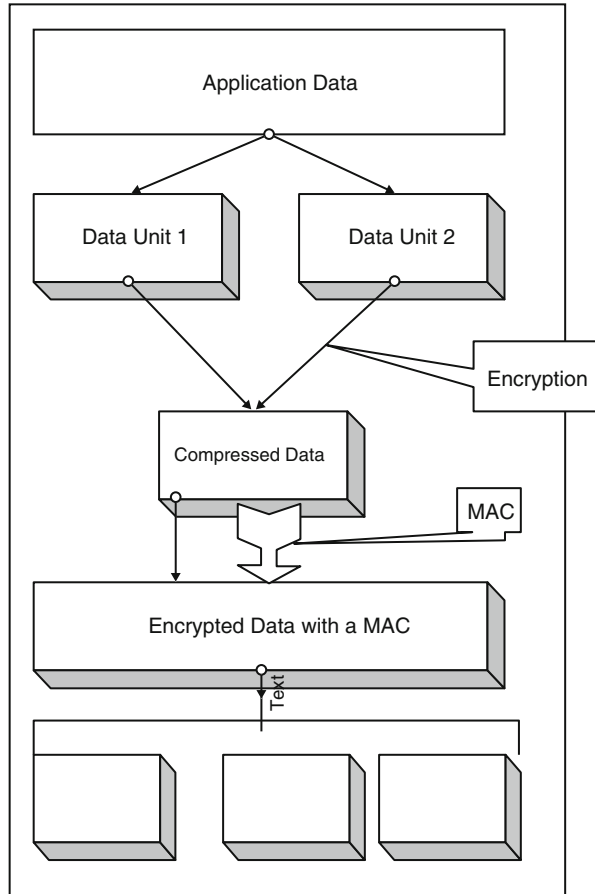 Application Data
Data Unit 1
Data Unit 2
Encryption
Compressed Data
MAC
Encrypted Data with a MAC
Text